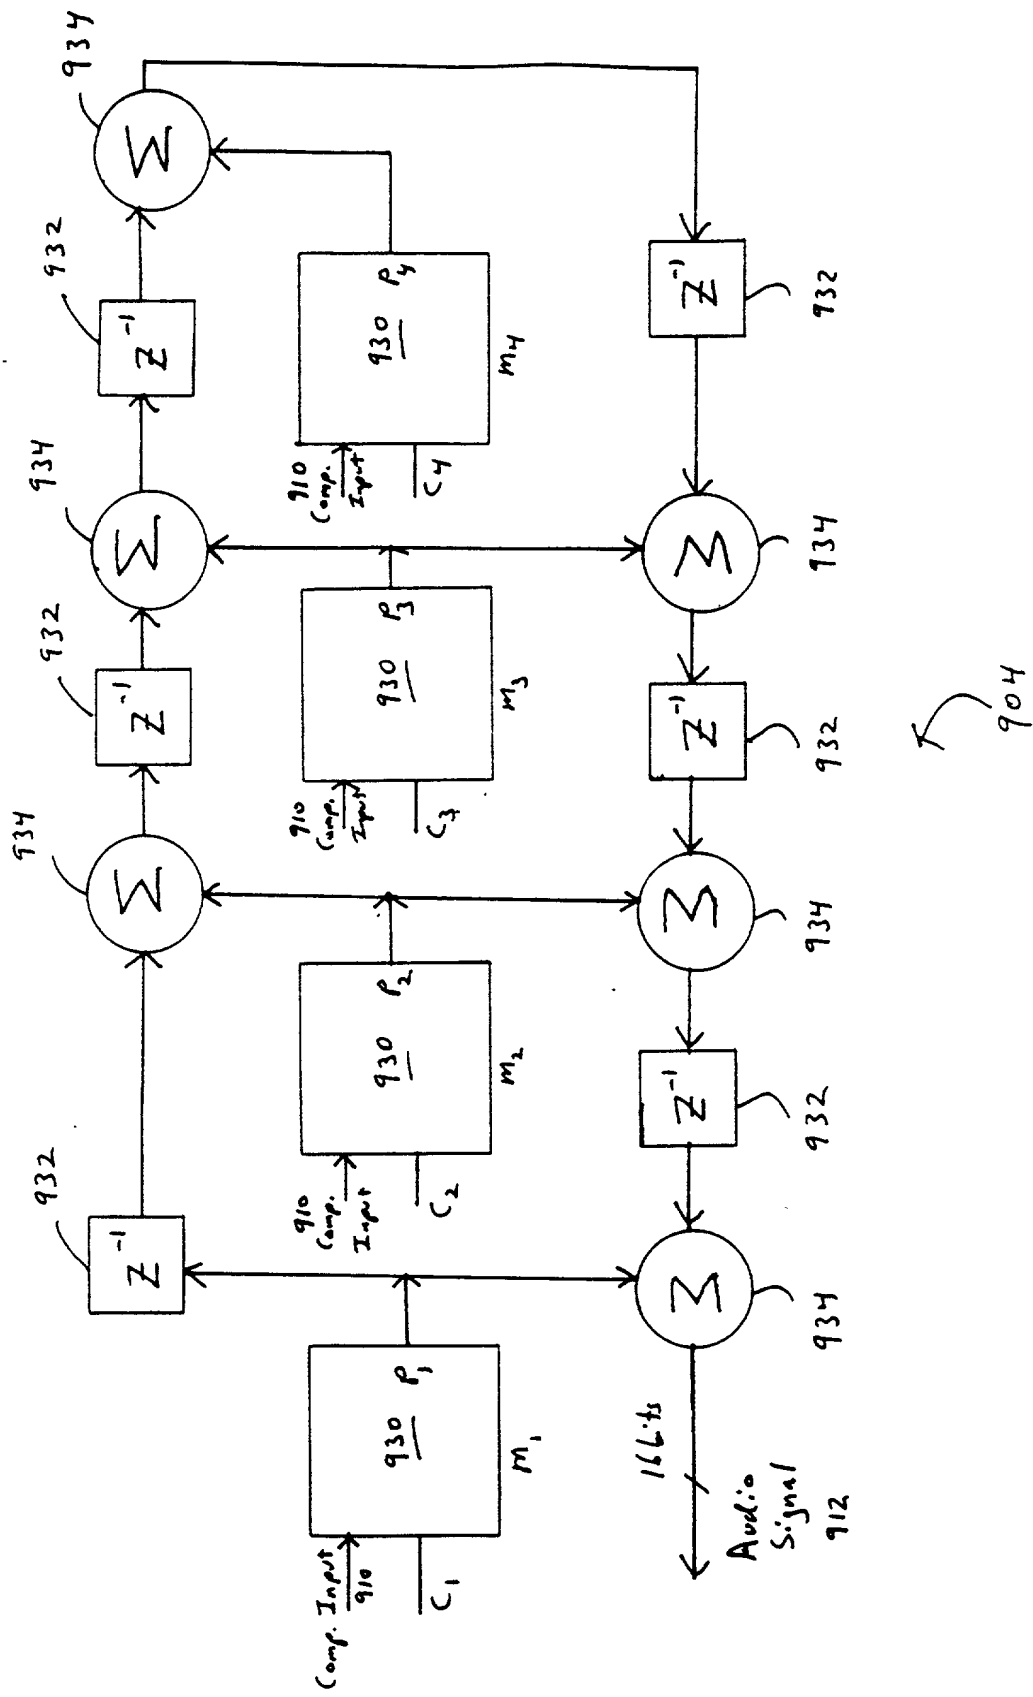 932
934
932
934
932
934
Z⁻¹
Σ
Z⁻¹
Σ
Z⁻¹
Σ
Comp. Input
910
C₁
930
P₁
M₁
910
Comp.
Input
C₂
930
P₂
M₂
910
Comp.
Input
C₃
930
P₃
M₃
910
Comp.
Input
C₄
930
P₄
M₄
16 bits
Audio
Signal
912
Σ
Z⁻¹
Σ
Z⁻¹
Σ
Z⁻¹
934
932
934
932
934
932
904